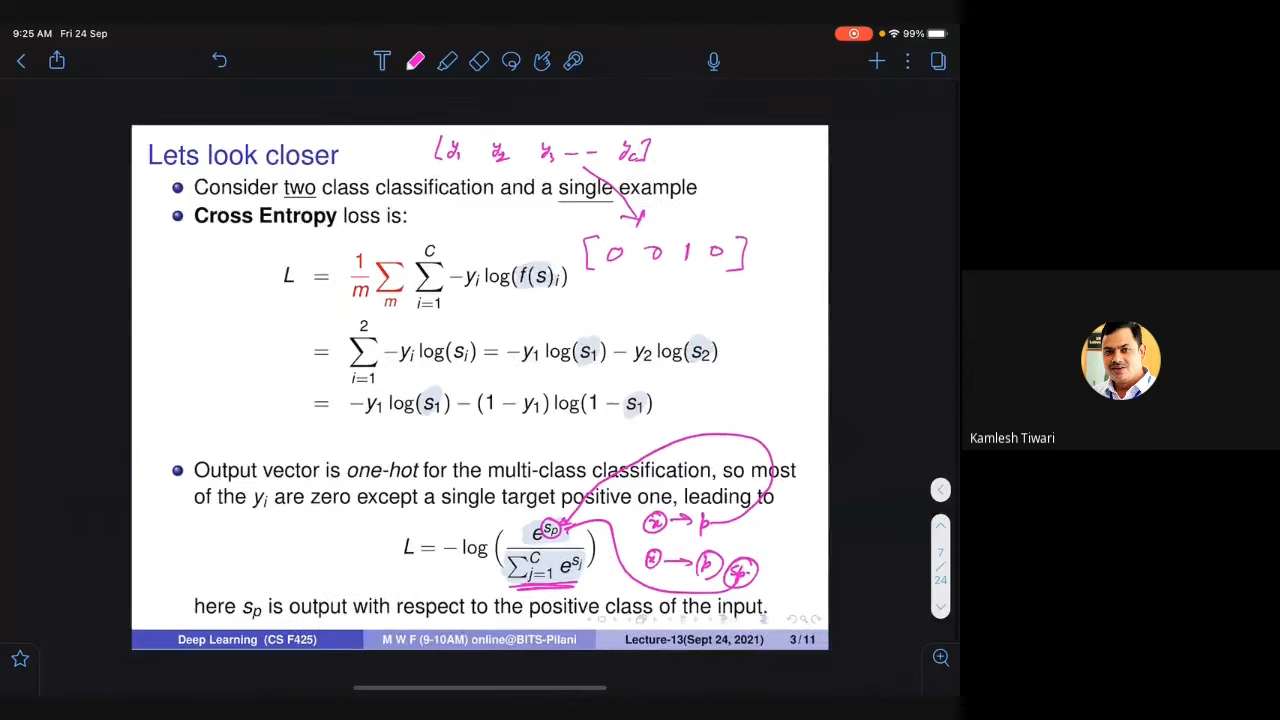 9:25 AM Fri 24 Sep
99%
[y1 y2 y3 -- yc]
Lets look closer
Consider two class classification and a single example
Cross Entropy loss is:
[0 0 1 0]
L = 1/m ∑_m ∑_{i=1}^{C} −y_i log(f(s)_i)
= ∑_{i=1}^{2} −y_i log(s_i) = −y_1 log(s_1) − y_2 log(s_2)
= −y_1 log(s_1) − (1 − y_1) log(1 − s_1)
Output vector is one-hot for the multi-class classification, so most
of the y_i are zero except a single target positive one, leading to
x → p
L = − log ( e^{s_p} / ∑_{j=1}^{C} e^{s_j} )
x → p sp
here s_p is output with respect to the positive class of the input.
Deep Learning (CS F425) M W F (9-10AM) online@BITS-Pilani Lecture-13(Sept 24, 2021) 3/11
7
/
24
Kamlesh Tiwari